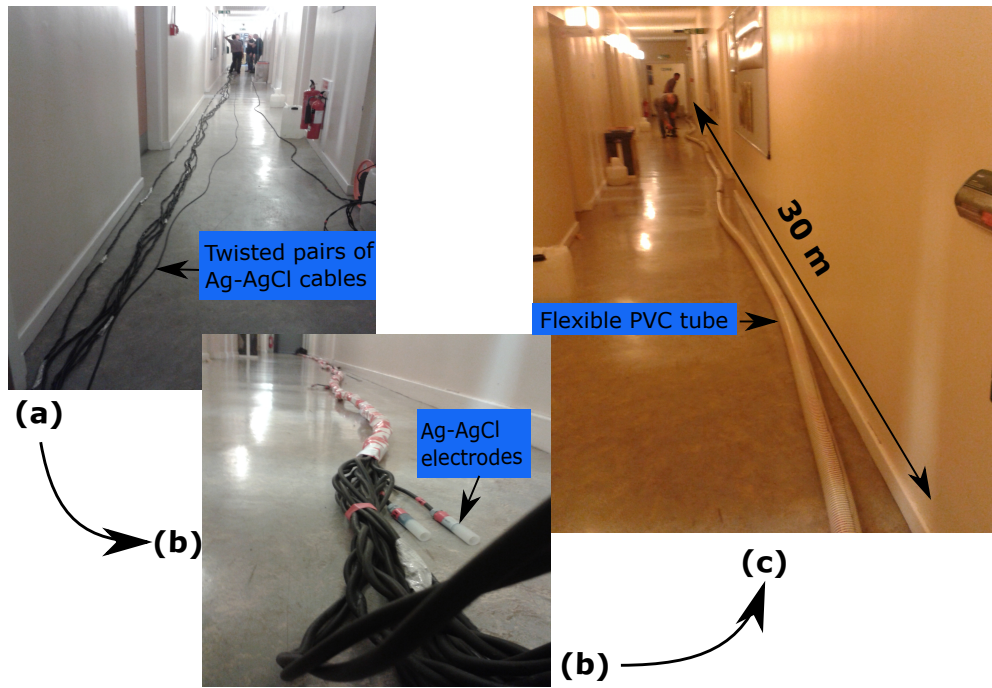 Twisted pairs of
Ag-AgCl cables
(a)
(b)
Ag-AgCl
electrodes
30 m
Flexible PVC tube
(c)
(b)